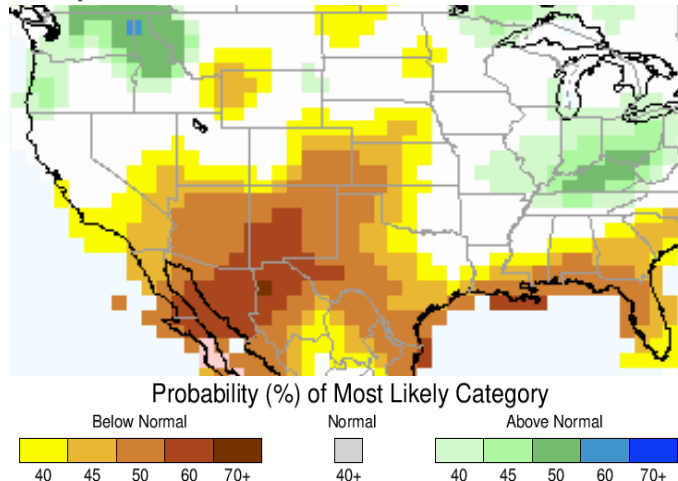 Probability (%) of Most Likely Category
Below Normal Normal Above Normal
40 45 50 60 70+ 40+ 40 45 50 60 70+